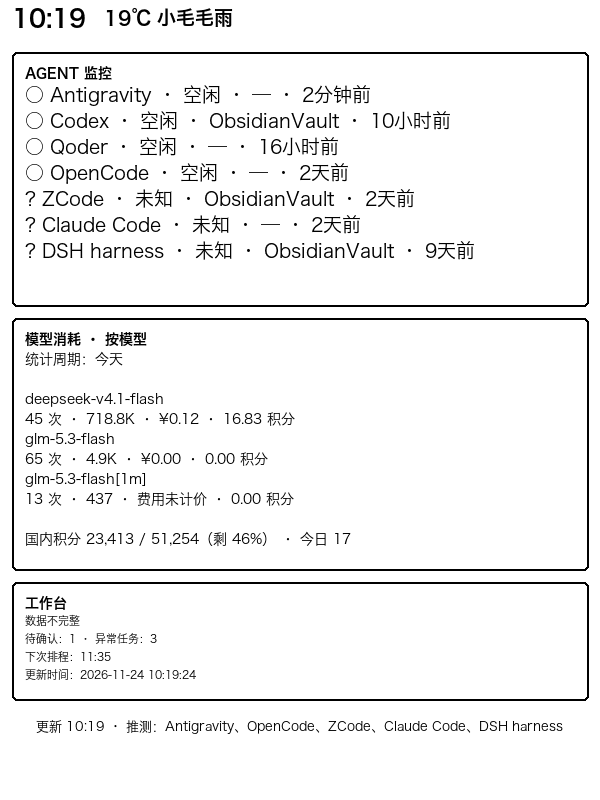 10:19 19℃ 小毛毛雨
AGENT 监控
○ Antigravity · 空闲 · — · 2分钟前
○ Codex · 空闲 · ObsidianVault · 10小时前
○ Qoder · 空闲 · — · 16小时前
○ OpenCode · 空闲 · — · 2天前
? ZCode · 未知 · ObsidianVault · 2天前
? Claude Code · 未知 · — · 2天前
? DSH harness · 未知 · ObsidianVault · 9天前
模型消耗 · 按模型
统计周期：今天
deepseek-v4.1-flash
45 次 · 718.8K · ¥0.12 · 16.83 积分
glm-5.3-flash
65 次 · 4.9K · ¥0.00 · 0.00 积分
glm-5.3-flash[1m]
13 次 · 437 · 费用未计价 · 0.00 积分
国内积分 23,413 / 51,254（剩 46%） · 今日 17
工作台
数据不完整
待确认：1 · 异常任务：3
下次排程：11:35
更新时间：2026-11-24 10:19:24
更新 10:19 · 推测：Antigravity、OpenCode、ZCode、Claude Code、DSH harness